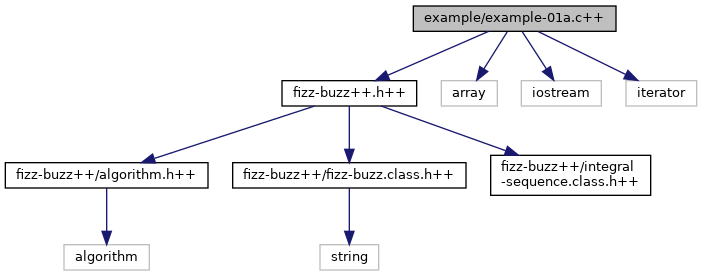 example/example-01a.c++
fizz-buzz++.h++
array
iostream
iterator
fizz-buzz++/algorithm.h++
fizz-buzz++/fizz-buzz.class.h++
fizz-buzz++/integral
-sequence.class.h++
algorithm
string